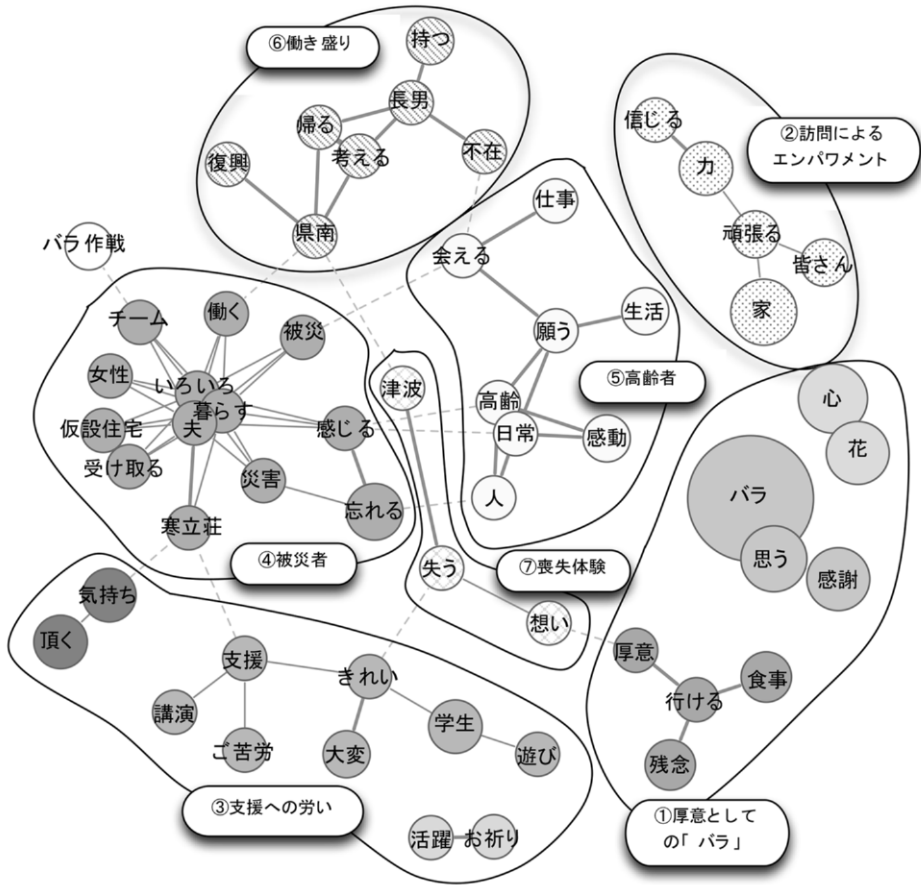 ⑥働き盛り
持つ
長男
帰る
考える
復興
不在
県南
信じる
力
頑張る
皆さん
家
②訪問による
エンパワメント
バラ作戦
チーム
働く
被災
女性
いろいろ
暮らす
夫
仮設住宅
感じる
受け取る
災害
忘れる
寒立荘
④被災者
仕事
会える
願う
生活
高齢
日常
感動
人
⑤高齢者
津波
失う
想い
⑦喪失体験
心
花
バラ
思う
感謝
厚意
行ける
食事
残念
①厚意として
の「バラ」
気持ち
頂く
支援
きれい
講演
ご苦労
大変
学生
遊び
活躍
お祈り
③支援への労い